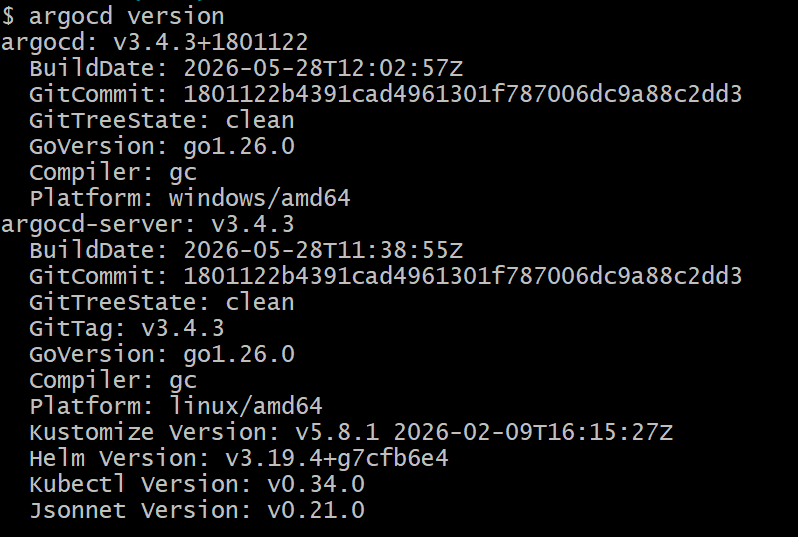 $ argocd version
argocd: v3.4.3+1801122
  BuildDate: 2026-05-28T12:02:57Z
  GitCommit: 1801122b4391cad4961301f787006dc9a88c2dd3
  GitTreeState: clean
  GoVersion: go1.26.0
  Compiler: gc
  Platform: windows/amd64
argocd-server: v3.4.3
  BuildDate: 2026-05-28T11:38:55Z
  GitCommit: 1801122b4391cad4961301f787006dc9a88c2dd3
  GitTreeState: clean
  GitTag: v3.4.3
  GoVersion: go1.26.0
  Compiler: gc
  Platform: linux/amd64
  Kustomize Version: v5.8.1 2026-02-09T16:15:27Z
  Helm Version: v3.19.4+g7cfb6e4
  Kubectl Version: v0.34.0
  Jsonnet Version: v0.21.0